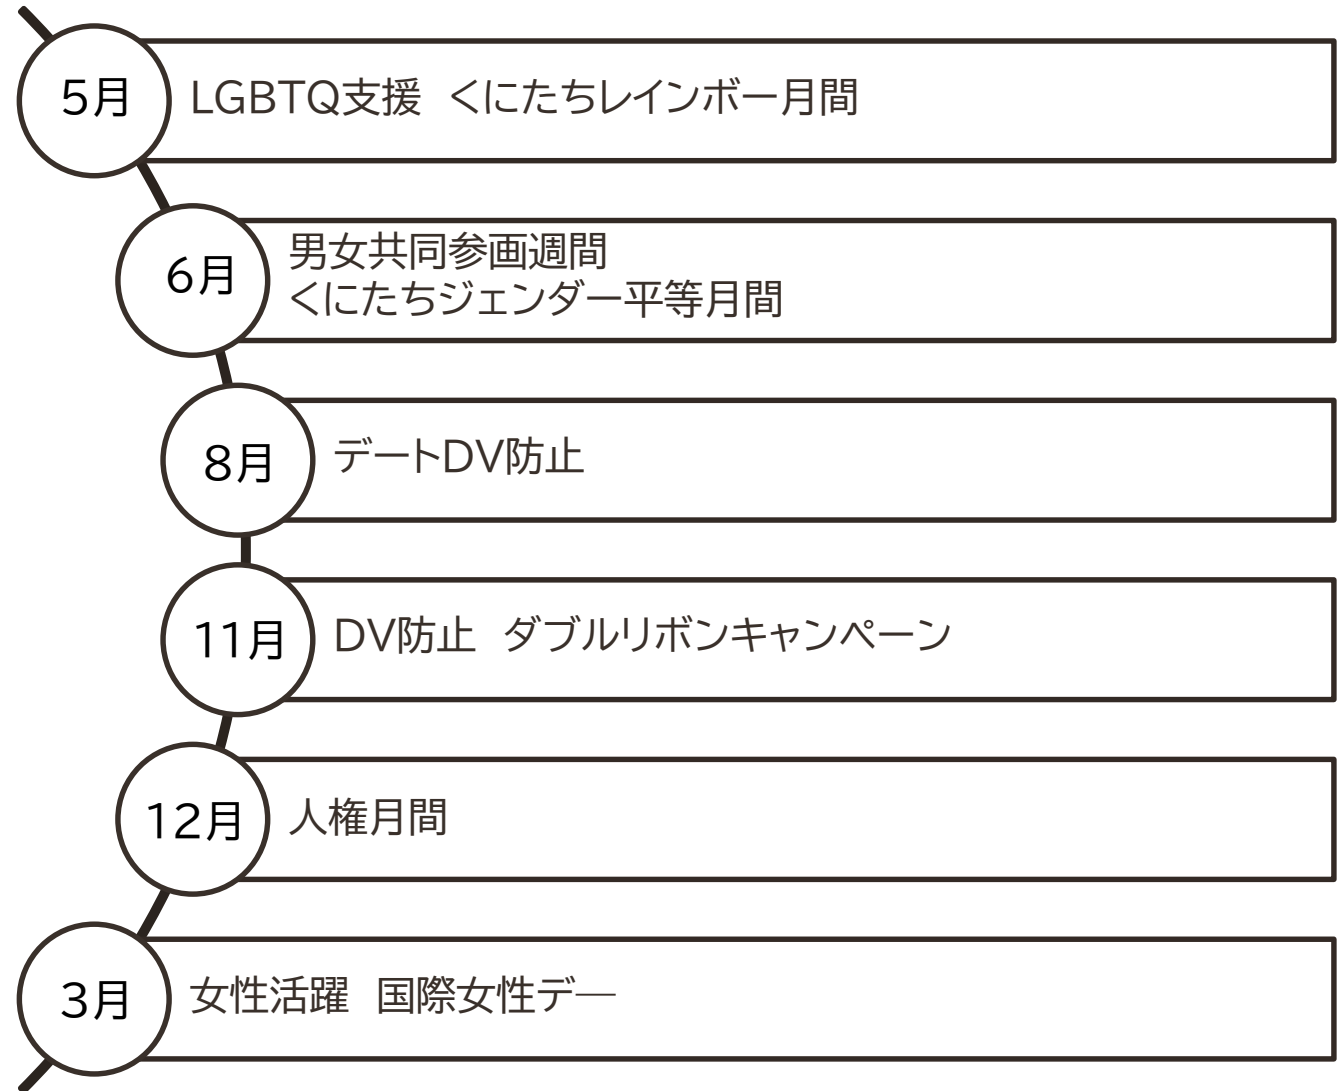 5月
LGBTQ支援　くにたちレインボー月間
6月
男女共同参画週間
くにたちジェンダー平等月間
8月
デートDV防止
11月
DV防止　ダブルリボンキャンペーン
12月
人権月間
3月
女性活躍　国際女性デ―